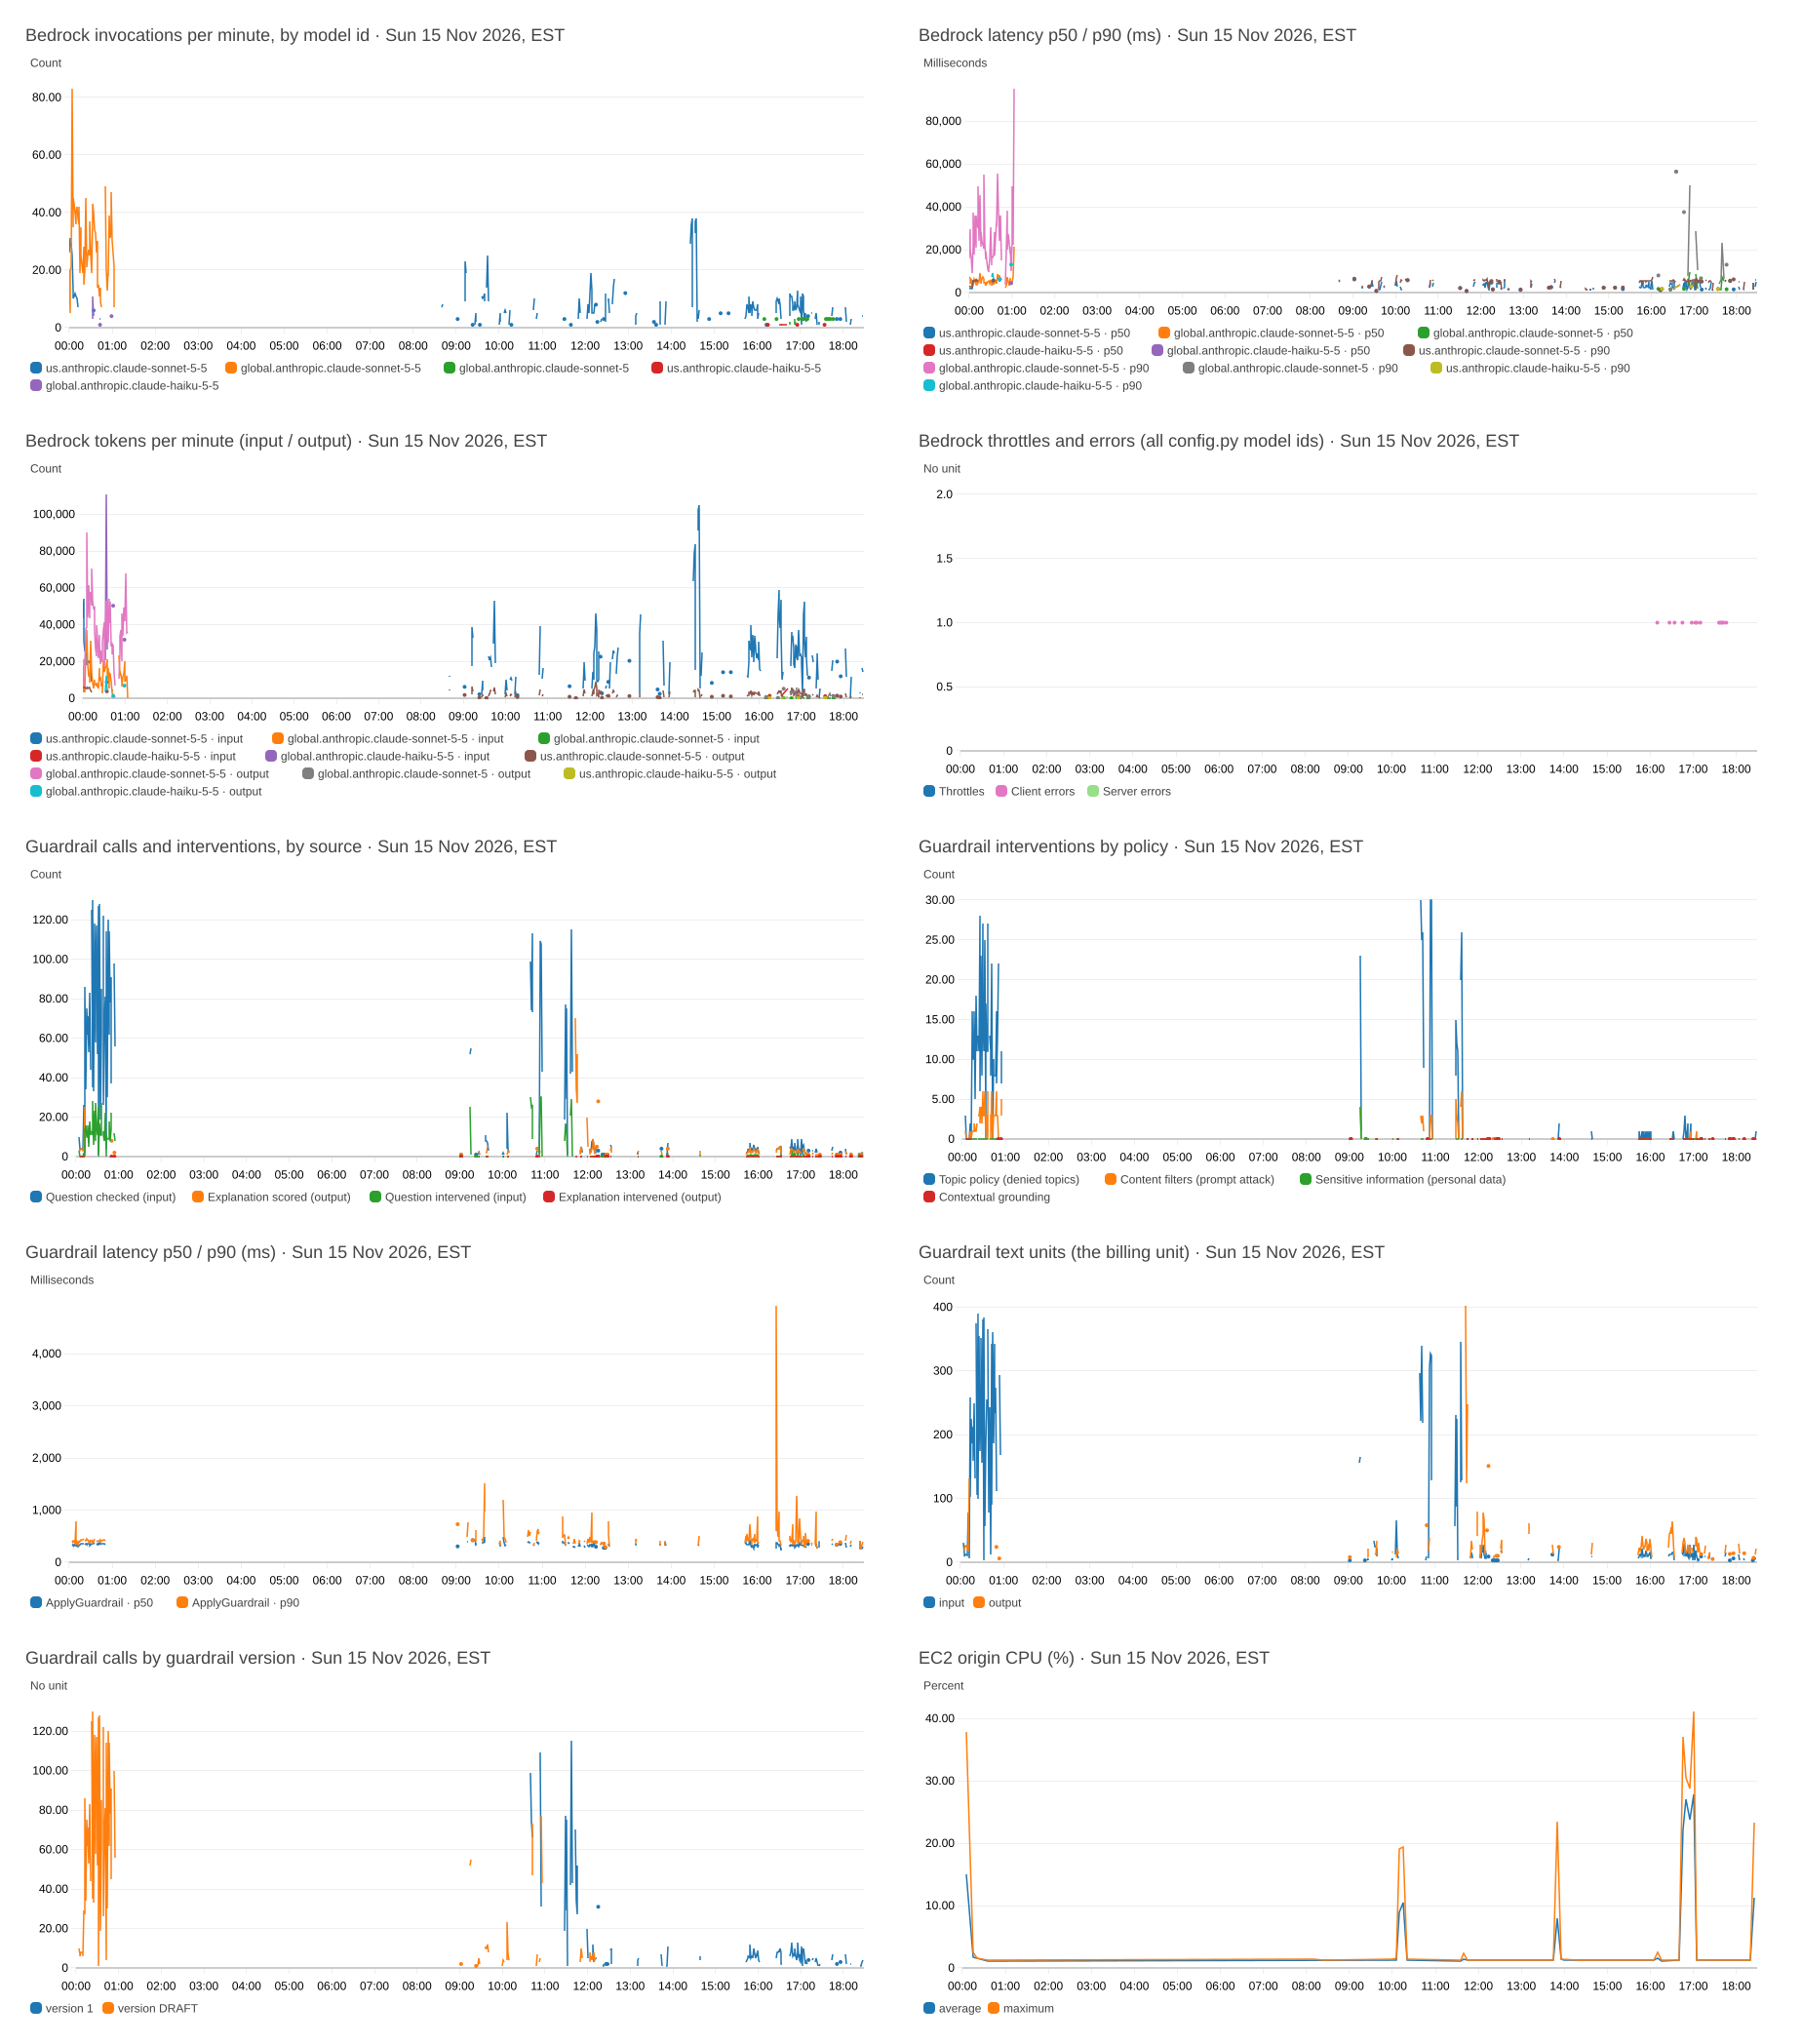 Bedrock invocations per minute, by model id · Sun 15 Nov 2026, EST
Count
80.00
60.00
40.00
20.00
0
00:00 01:00 02:00 03:00 04:00 05:00 06:00 07:00 08:00 09:00 10:00 11:00 12:00 13:00 14:00 15:00 16:00 17:00 18:00
us.anthropic.claude-sonnet-5-5 global.anthropic.claude-sonnet-5-5 global.anthropic.claude-sonnet-5 us.anthropic.claude-haiku-5-5
global.anthropic.claude-haiku-5-5
Bedrock latency p50 / p90 (ms) · Sun 15 Nov 2026, EST
Milliseconds
80,000
60,000
40,000
20,000
0
00:00 01:00 02:00 03:00 04:00 05:00 06:00 07:00 08:00 09:00 10:00 11:00 12:00 13:00 14:00 15:00 16:00 17:00 18:00
us.anthropic.claude-sonnet-5-5 · p50 global.anthropic.claude-sonnet-5-5 · p50 global.anthropic.claude-sonnet-5 · p50
us.anthropic.claude-haiku-5-5 · p50 global.anthropic.claude-haiku-5-5 · p50 us.anthropic.claude-sonnet-5-5 · p90
global.anthropic.claude-sonnet-5-5 · p90 global.anthropic.claude-sonnet-5 · p90 us.anthropic.claude-haiku-5-5 · p90
global.anthropic.claude-haiku-5-5 · p90
Bedrock tokens per minute (input / output) · Sun 15 Nov 2026, EST
Count
100,000
80,000
60,000
40,000
20,000
0
00:00 01:00 02:00 03:00 04:00 05:00 06:00 07:00 08:00 09:00 10:00 11:00 12:00 13:00 14:00 15:00 16:00 17:00 18:00
us.anthropic.claude-sonnet-5-5 · input global.anthropic.claude-sonnet-5-5 · input global.anthropic.claude-sonnet-5 · input
us.anthropic.claude-haiku-5-5 · input global.anthropic.claude-haiku-5-5 · input us.anthropic.claude-sonnet-5-5 · output
global.anthropic.claude-sonnet-5-5 · output global.anthropic.claude-sonnet-5 · output us.anthropic.claude-haiku-5-5 · output
global.anthropic.claude-haiku-5-5 · output
Bedrock throttles and errors (all config.py model ids) · Sun 15 Nov 2026, EST
No unit
2.0
1.5
1.0
0.5
0
00:00 01:00 02:00 03:00 04:00 05:00 06:00 07:00 08:00 09:00 10:00 11:00 12:00 13:00 14:00 15:00 16:00 17:00 18:00
Throttles Client errors Server errors
Guardrail calls and interventions, by source · Sun 15 Nov 2026, EST
Count
120.00
100.00
80.00
60.00
40.00
20.00
0
00:00 01:00 02:00 03:00 04:00 05:00 06:00 07:00 08:00 09:00 10:00 11:00 12:00 13:00 14:00 15:00 16:00 17:00 18:00
Question checked (input) Explanation scored (output) Question intervened (input) Explanation intervened (output)
Guardrail interventions by policy · Sun 15 Nov 2026, EST
Count
30.00
25.00
20.00
15.00
10.00
5.00
0
00:00 01:00 02:00 03:00 04:00 05:00 06:00 07:00 08:00 09:00 10:00 11:00 12:00 13:00 14:00 15:00 16:00 17:00 18:00
Topic policy (denied topics) Content filters (prompt attack) Sensitive information (personal data)
Contextual grounding
Guardrail latency p50 / p90 (ms) · Sun 15 Nov 2026, EST
Milliseconds
4,000
3,000
2,000
1,000
0
00:00 01:00 02:00 03:00 04:00 05:00 06:00 07:00 08:00 09:00 10:00 11:00 12:00 13:00 14:00 15:00 16:00 17:00 18:00
ApplyGuardrail · p50 ApplyGuardrail · p90
Guardrail text units (the billing unit) · Sun 15 Nov 2026, EST
Count
400
300
200
100
0
00:00 01:00 02:00 03:00 04:00 05:00 06:00 07:00 08:00 09:00 10:00 11:00 12:00 13:00 14:00 15:00 16:00 17:00 18:00
input output
Guardrail calls by guardrail version · Sun 15 Nov 2026, EST
No unit
120.00
100.00
80.00
60.00
40.00
20.00
0
00:00 01:00 02:00 03:00 04:00 05:00 06:00 07:00 08:00 09:00 10:00 11:00 12:00 13:00 14:00 15:00 16:00 17:00 18:00
version 1 version DRAFT
EC2 origin CPU (%) · Sun 15 Nov 2026, EST
Percent
40.00
30.00
20.00
10.00
0
00:00 01:00 02:00 03:00 04:00 05:00 06:00 07:00 08:00 09:00 10:00 11:00 12:00 13:00 14:00 15:00 16:00 17:00 18:00
average maximum